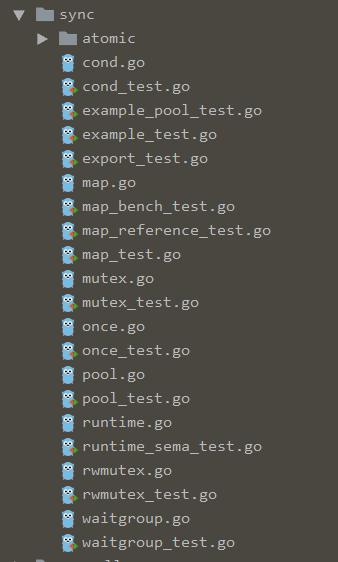 sync
atomic
cond.go
cond_test.go
example_pool_test.go
example_test.go
export_test.go
map.go
map_bench_test.go
map_reference_test.go
map_test.go
mutex.go
mutex_test.go
once.go
once_test.go
pool.go
pool_test.go
runtime.go
runtime_sema_test.go
rwmutex.go
rwmutex_test.go
waitgroup.go
waitgroup_test.go